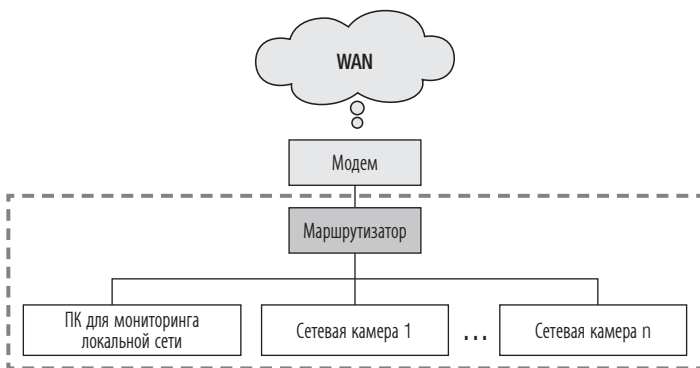 WAN
Модем
Маршрутизатор
ПК для мониторинга
локальной сети
Сетевая камера 1
...
Сетевая камера n